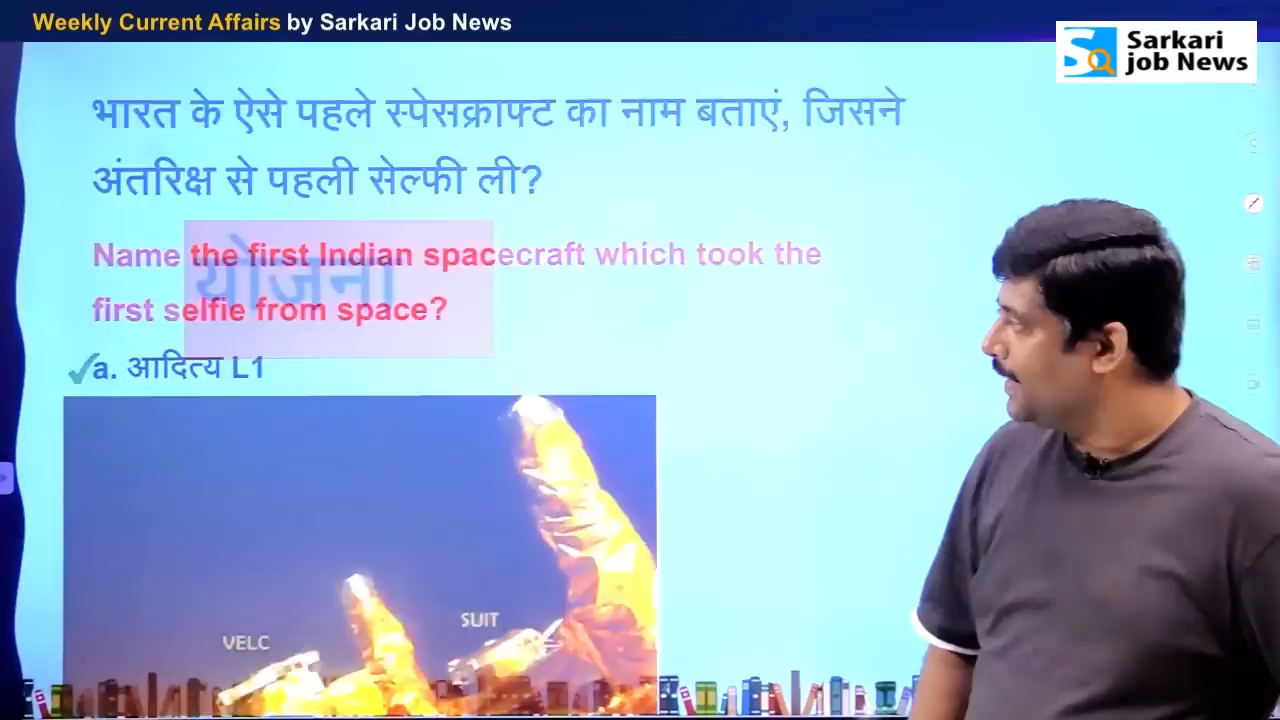 Weekly Current Affairs by Sarkari Job News
Sarkari
job News
भारत के ऐसे पहले स्पेसक्राफ्ट का नाम बताएं, जिसने
अंतरिक्ष से पहली सेल्फी ली?
Name the first Indian spacecraft which took the
योजना
first selfie from space?
a. आदित्य L1
SUIT
VELC